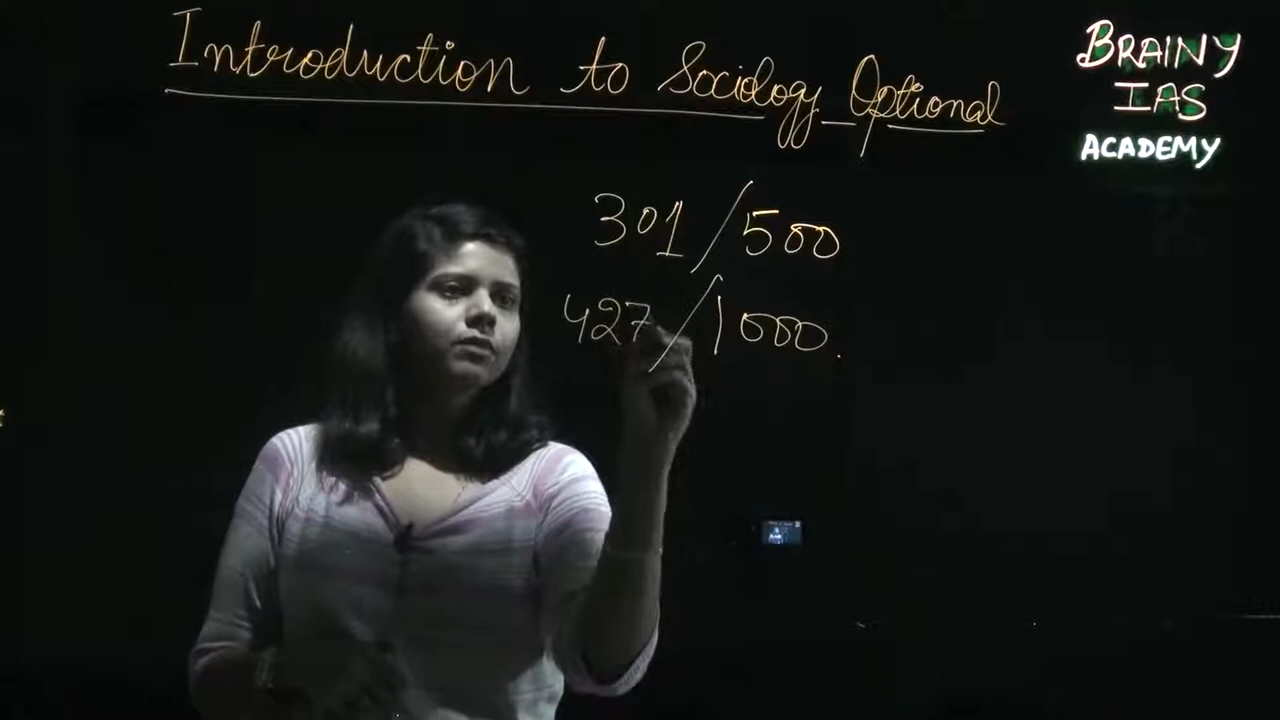 Introduction to Sociology Optional
BRAINY
IAS
ACADEMY
301/500
427/1000.